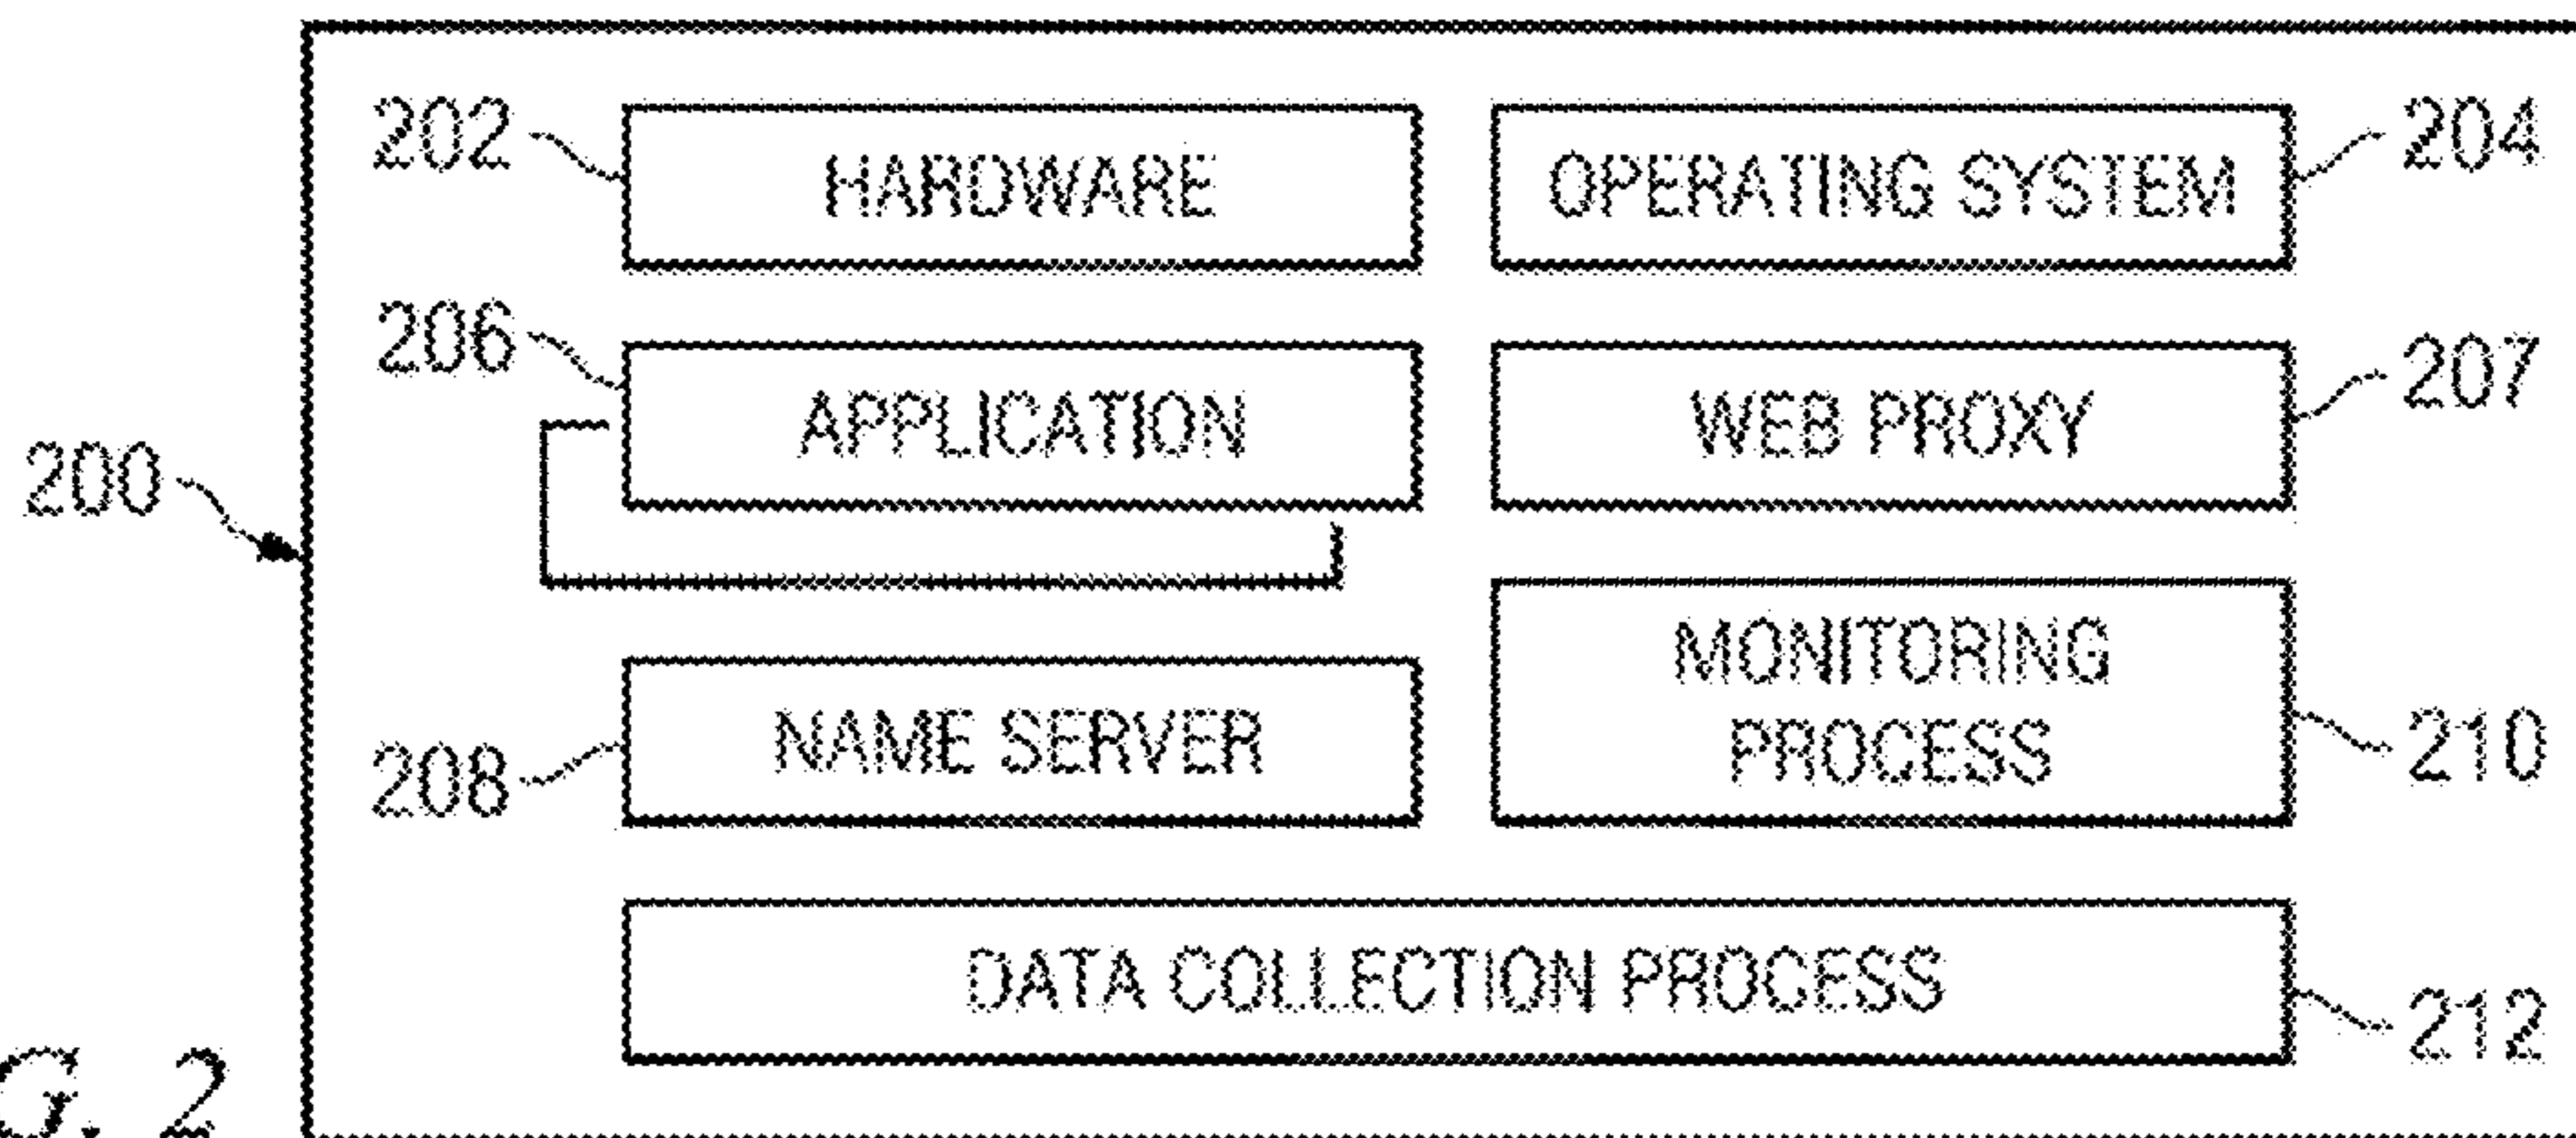 202 HARDWARE OPERATING SYSTEM 204
206 APPLICATION WEB PROXY 207
200
MONITORING
PROCESS 210
208 NAME SERVER
DATA COLLECTION PROCESS 212
G. 2